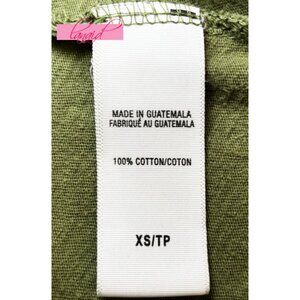 MADE IN GUATEMALA
FABRIQUÉ AU GUATEMALA
100% COTTON/COTON
XS/TP